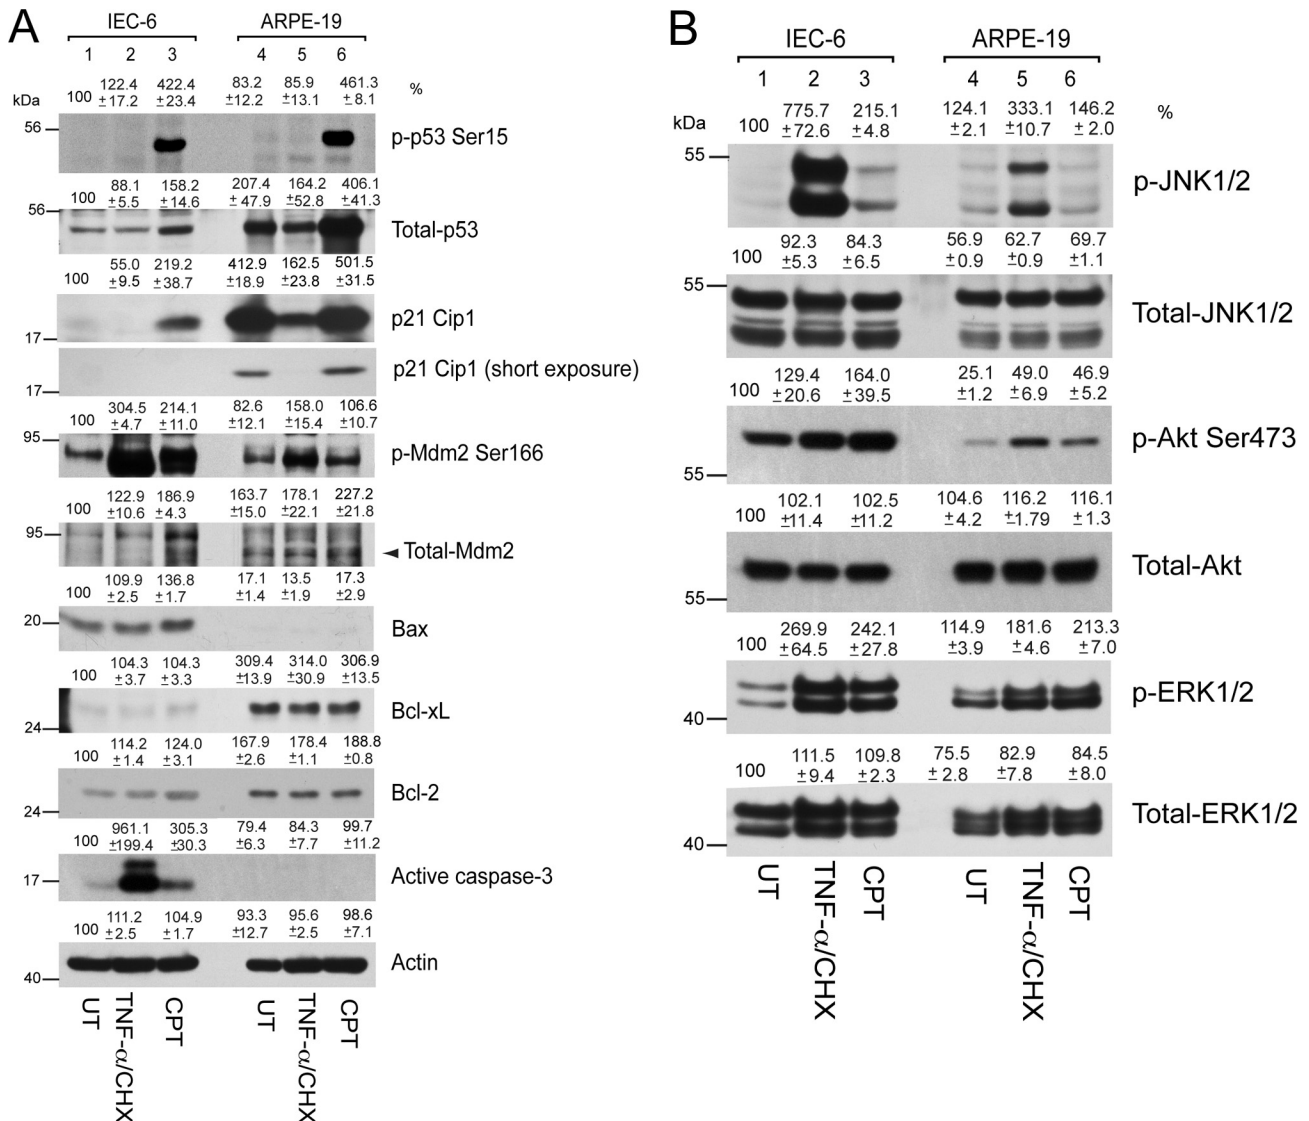 A
IEC-6 ARPE-19
1 2 3 4 5 6
122.4 422.4 83.2 85.9 461.3
kDa 100 ±17.2 ±23.4 ±12.2 ±13.1 ±8.1 %
56 p-p53 Ser15
88.1 158.2 207.4 164.2 406.1
100 ±5.5 ±14.6 ±47.9 ±52.8 ±41.3
56 Total-p53
55.0 219.2 412.9 162.5 501.5
100 ±9.5 ±38.7 ±18.9 ±23.8 ±31.5
p21 Cip1
17
p21 Cip1 (short exposure)
17
304.5 214.1 82.6 158.0 106.6
100 ±4.7 ±11.0 ±12.1 ±15.4 ±10.7
95 p-Mdm2 Ser166
122.9 186.9 163.7 178.1 227.2
100 ±10.6 ±4.3 ±15.0 ±22.1 ±21.8
95 Total-Mdm2
109.9 136.8 17.1 13.5 17.3
100 ±2.5 ±1.7 ±1.4 ±1.9 ±2.9
20 Bax
104.3 104.3 309.4 314.0 306.9
100 ±3.7 ±3.3 ±13.9 ±30.9 ±13.5
Bcl-xL
24
114.2 124.0 167.9 178.4 188.8
100 ±1.4 ±3.1 ±2.6 ±1.1 ±0.8
Bcl-2
24
961.1 305.3 79.4 84.3 99.7
100 ±199.4 ±30.3 ±6.3 ±7.7 ±11.2
17 Active caspase-3
111.2 104.9 93.3 95.6 98.6
100 ±2.5 ±1.7 ±12.7 ±2.5 ±7.1
Actin
40
UT TNF-α/CHX CPT UT TNF-α/CHX CPT
B
IEC-6 ARPE-19
1 2 3 4 5 6
775.7 215.1 124.1 333.1 146.2 %
kDa 100 ±72.6 ±4.8 ±2.1 ±10.7 ±2.0
55 p-JNK1/2
92.3 84.3 56.9 62.7 69.7
100 ±5.3 ±6.5 ±0.9 ±0.9 ±1.1
55 Total-JNK1/2
129.4 164.0 25.1 49.0 46.9
100 ±20.6 ±39.5 ±1.2 ±6.9 ±5.2
p-Akt Ser473
55
102.1 102.5 104.6 116.2 116.1
100 ±11.4 ±11.2 ±4.2 ±1.79 ±1.3
Total-Akt
55
269.9 242.1 114.9 181.6 213.3
100 ±64.5 ±27.8 ±3.9 ±4.6 ±7.0
p-ERK1/2
40
111.5 109.8 75.5 82.9 84.5
100 ±9.4 ±2.3 ±2.8 ±7.8 ±8.0
Total-ERK1/2
40
UT TNF-α/CHX CPT UT TNF-α/CHX CPT